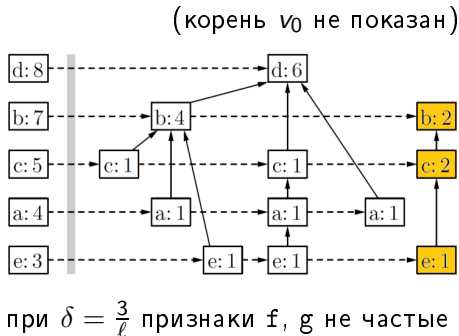 (корень v₀ не показан)
d: 8 d: 6
b: 7 b: 4 b: 2
c: 5 c: 1 c: 1 c: 2
a: 4 a: 1 a: 1 a: 1
e: 3 e: 1 e: 1 e: 1
при δ = 3/ℓ признаки f, g не частые